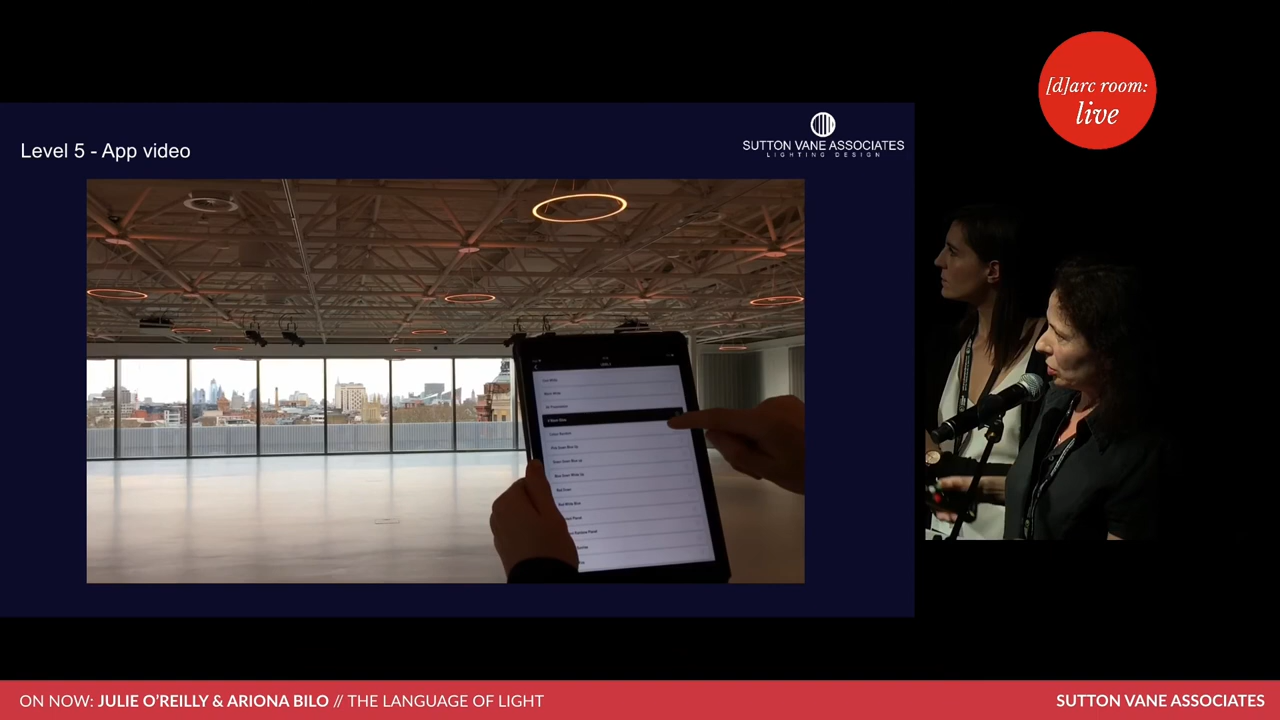 [d]arc room:
live
SUTTON VANE ASSOCIATES
LIGHTING DESIGN
Level 5 - App video
ON NOW: JULIE O'REILLY & ARIONA BILO // THE LANGUAGE OF LIGHT
SUTTON VANE ASSOCIATES